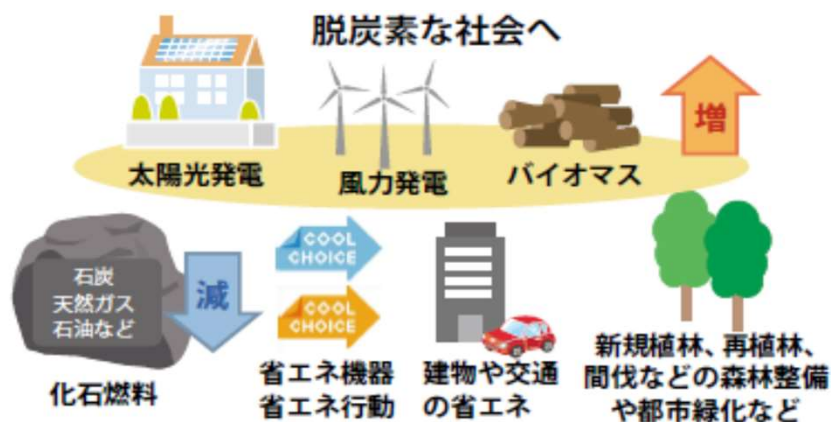 脱炭素な社会へ
増
太陽光発電
風力発電
バイオマス
石炭
天然ガス
石油など
減
COOL
CHOICE
COOL
CHOICE
化石燃料
省エネ機器
省エネ行動
建物や交通
の省エネ
新規植林、再植林、
間伐などの森林整備
や都市緑化など